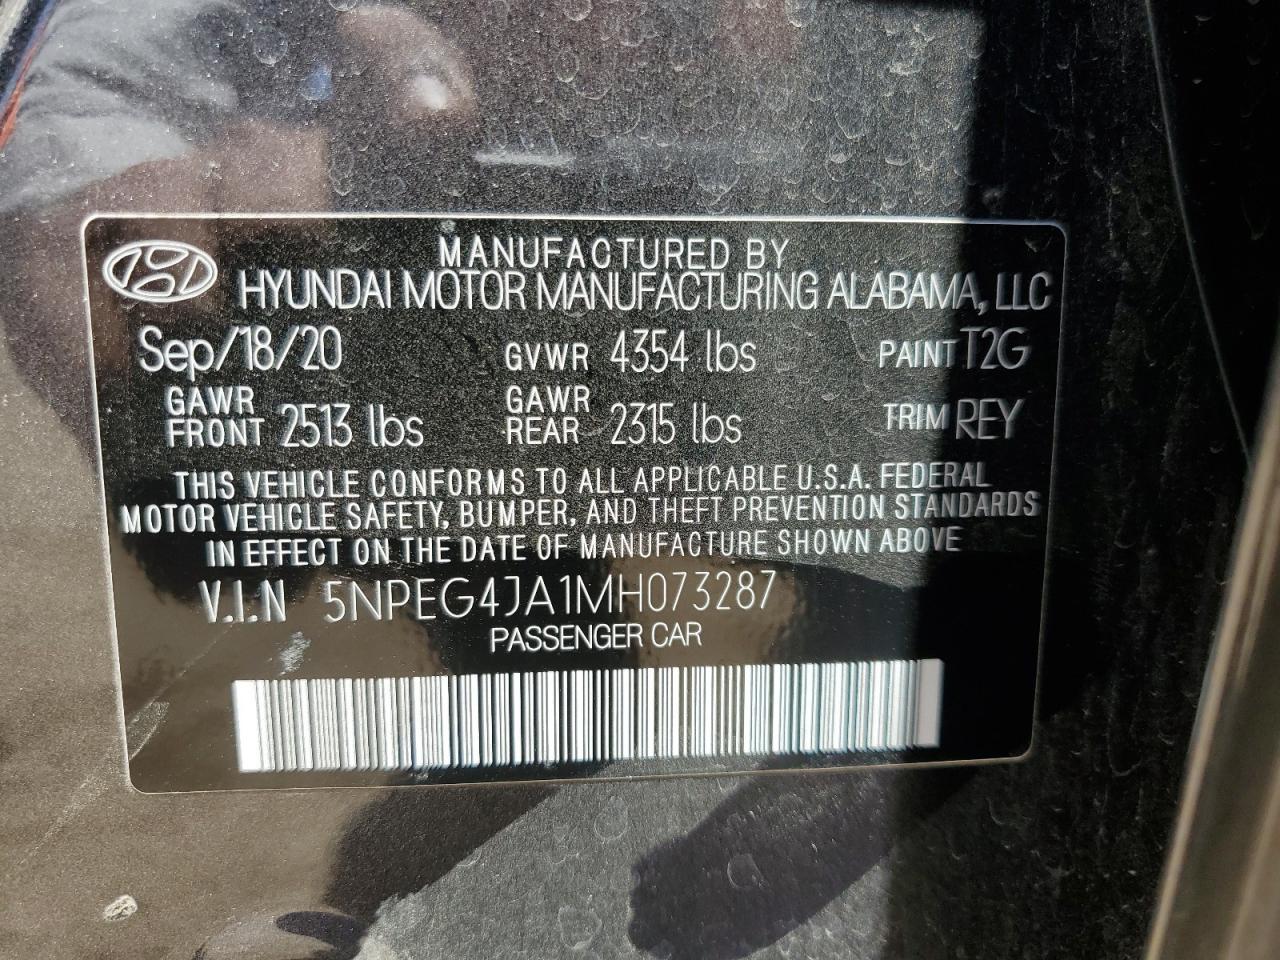 MANUFACTURED BY
HYUNDAI MOTOR MANUFACTURING ALABAMA, LLC
Sep/18/20 GVWR 4354 lbs PAINT T2G
GAWR FRONT 2513 lbs GAWR REAR 2315 lbs TRIM REY
THIS VEHICLE CONFORMS TO ALL APPLICABLE U.S.A. FEDERAL
MOTOR VEHICLE SAFETY, BUMPER, AND THEFT PREVENTION STANDARDS
IN EFFECT ON THE DATE OF MANUFACTURE SHOWN ABOVE
V.I.N 5NPEG4JA1MH073287
PASSENGER CAR